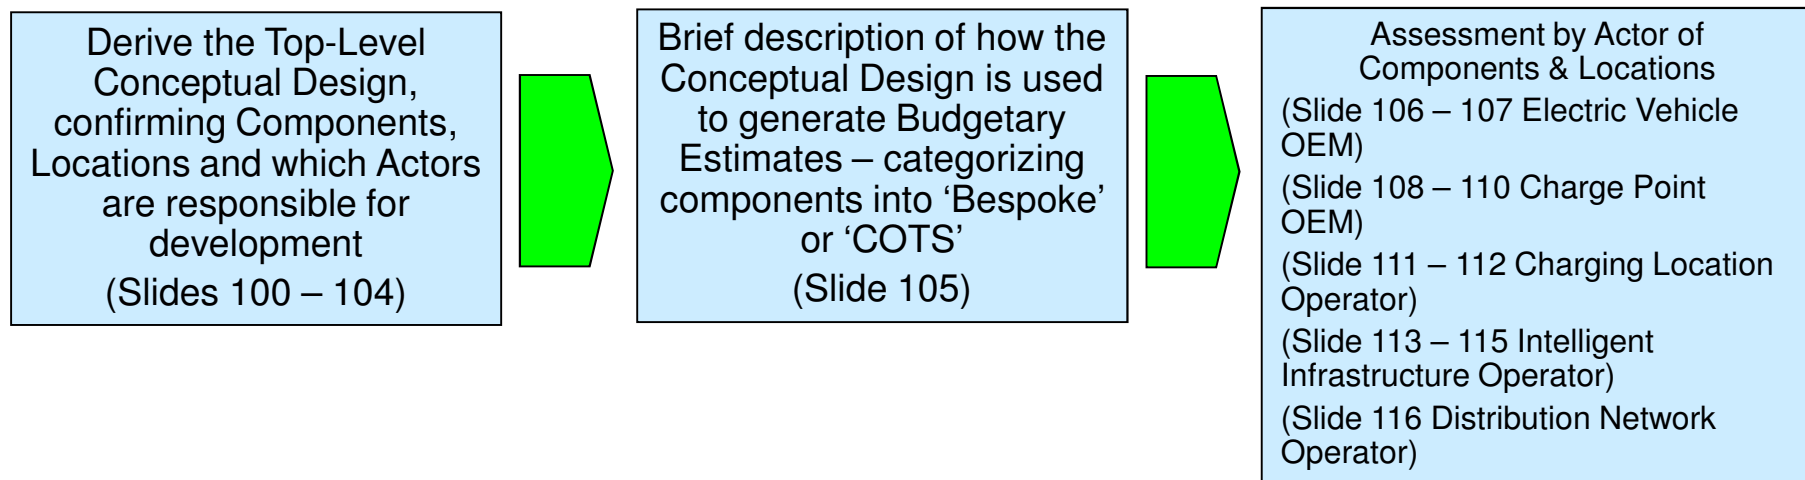 Derive the Top-Level
Conceptual Design,
confirming Components,
Locations and which Actors
are responsible for
development
(Slides 100 – 104)
Brief description of how the
Conceptual Design is used
to generate Budgetary
Estimates – categorizing
components into ‘Bespoke’
or ‘COTS’
(Slide 105)
Assessment by Actor of
Components & Locations
(Slide 106 – 107 Electric Vehicle
OEM)
(Slide 108 – 110 Charge Point
OEM)
(Slide 111 – 112 Charging Location
Operator)
(Slide 113 – 115 Intelligent
Infrastructure Operator)
(Slide 116 Distribution Network
Operator)